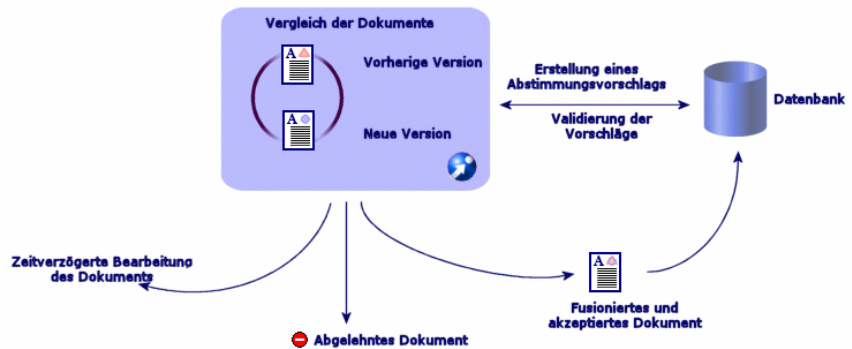 Vergleich der Dokumente
A
Vorherige Version
A
Neue Version
Erstellung eines
Abstimmungsvorschlags
Validierung der
Vorschläge
Datenbank
Zeitverzögerte Bearbeitung
des Dokuments
Abgelehntes Dokument
A
Fusioniertes und
akzeptiertes Dokument